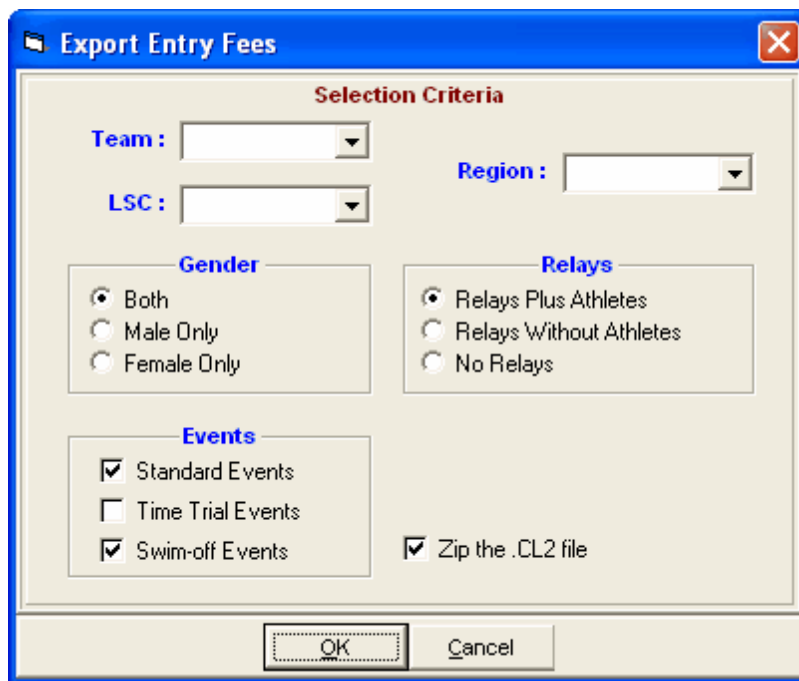 Export Entry Fees
Selection Criteria
Team :
Region :
LSC :
Gender
Both
Male Only
Female Only
Relays
Relays Plus Athletes
Relays Without Athletes
No Relays
Events
Standard Events
Time Trial Events
Swim-off Events
Zip the .CL2 file
OK
Cancel